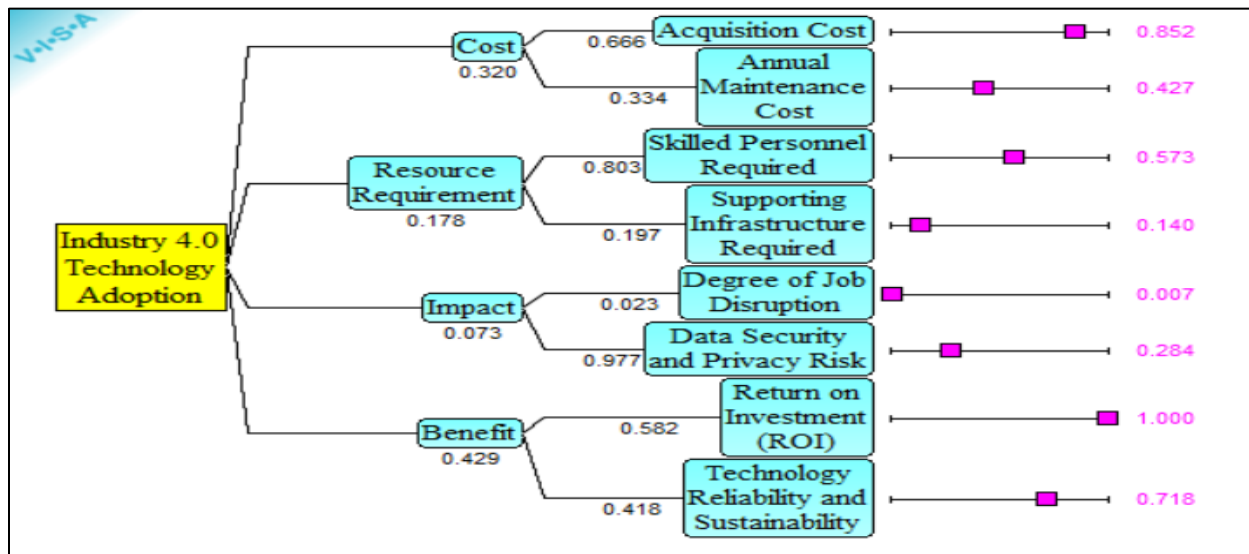 V•I•S•A
Industry 4.0
Technology
Adoption
Cost
0.320
0.666
Acquisition Cost
0.852
0.334
Annual
Maintenance
Cost
0.427
Resource
Requirement
0.178
0.803
Skilled Personnel
Required
0.573
0.197
Supporting
Infrastructure
Required
0.140
Impact
0.073
0.023
Degree of Job
Disruption
0.007
0.977
Data Security
and Privacy Risk
0.284
Benefit
0.429
0.582
Return on
Investment
(ROI)
1.000
0.418
Technology
Reliability and
Sustainability
0.718